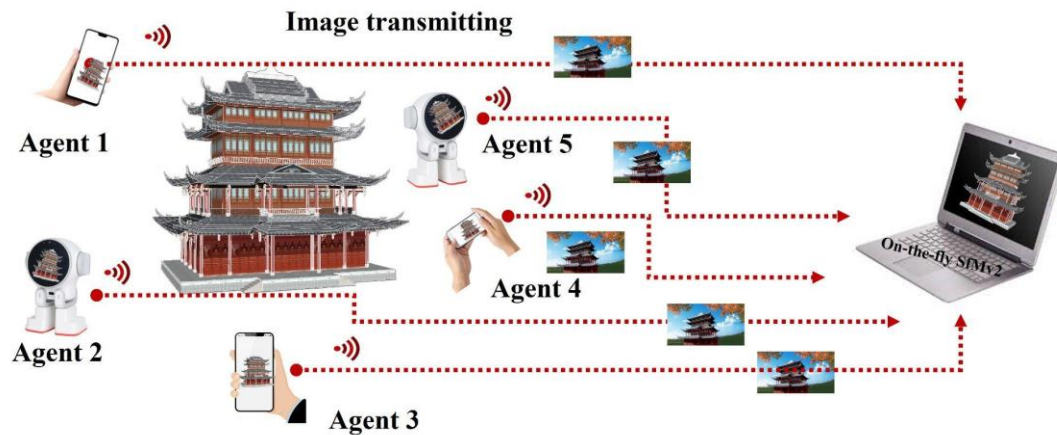 Image transmitting
Agent 1
Agent 5
On-the-fly SfMv2
Agent 4
Agent 2
Agent 3